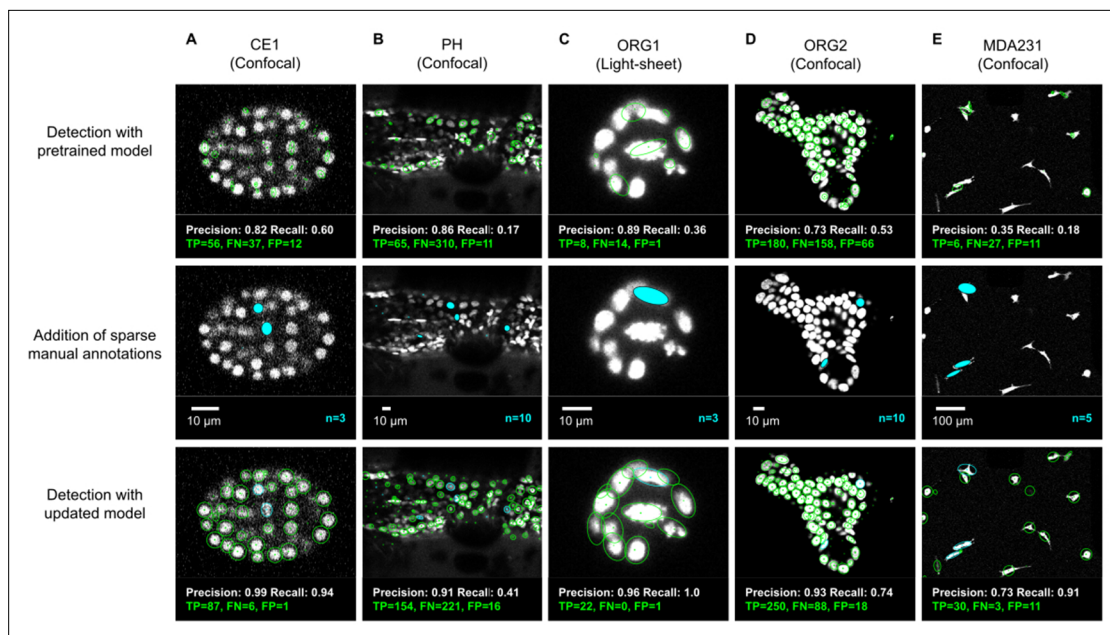 A
CE1
(Confocal)
B
PH
(Confocal)
C
ORG1
(Light-sheet)
D
ORG2
(Confocal)
E
MDA231
(Confocal)
Detection with
pretrained model
Precision: 0.82 Recall: 0.60
TP=56, FN=37, FP=12
Precision: 0.86 Recall: 0.17
TP=65, FN=310, FP=11
Precision: 0.89 Recall: 0.36
TP=8, FN=14, FP=1
Precision: 0.73 Recall: 0.53
TP=180, FN=158, FP=66
Precision: 0.35 Recall: 0.18
TP=6, FN=27, FP=11
Addition of sparse
manual annotations
10 µm
n=3
10 µm
n=10
10 µm
n=3
10 µm
n=10
100 µm
n=5
Detection with
updated model
Precision: 0.99 Recall: 0.94
TP=87, FN=6, FP=1
Precision: 0.91 Recall: 0.41
TP=154, FN=221, FP=16
Precision: 0.96 Recall: 1.0
TP=22, FN=0, FP=1
Precision: 0.93 Recall: 0.74
TP=250, FN=88, FP=18
Precision: 0.73 Recall: 0.91
TP=30, FN=3, FP=11